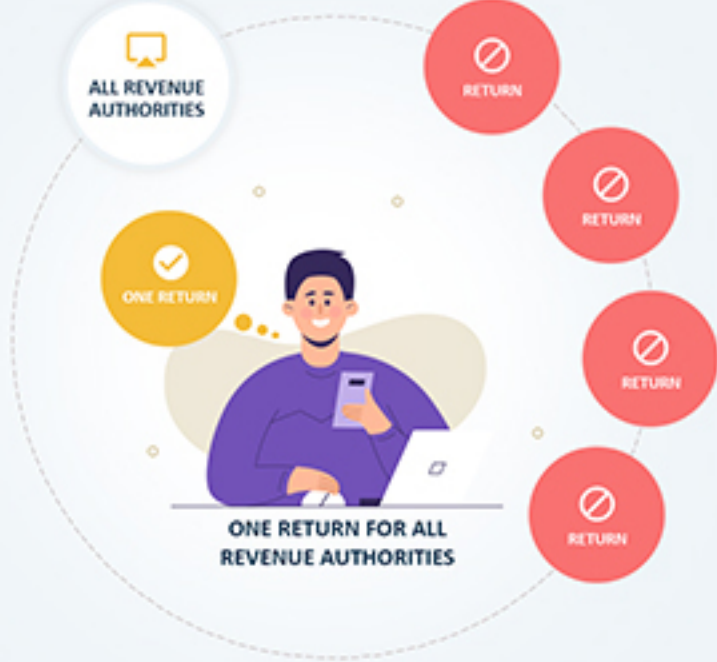 ALL REVENUE
AUTHORITIES
RETURN
RETURN
ONE RETURN
RETURN
RETURN
ONE RETURN FOR ALL
REVENUE AUTHORITIES